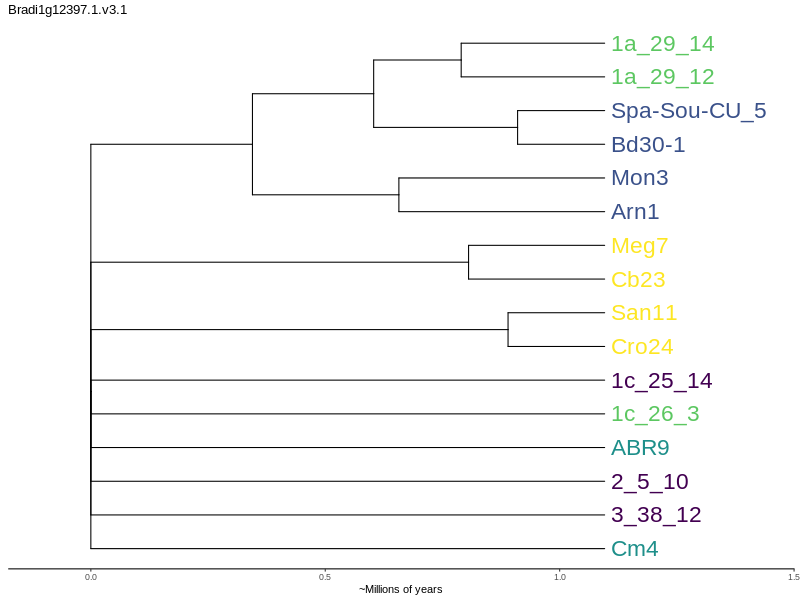 Bradi1g12397.1.v3.1
1a_29_14
1a_29_12
Spa-Sou-CU_5
Bd30-1
Mon3
Arn1
Meg7
Cb23
San11
Cro24
1c_25_14
1c_26_3
ABR9
2_5_10
3_38_12
Cm4
0.0 0.5 1.0 1.5
~Millions of years